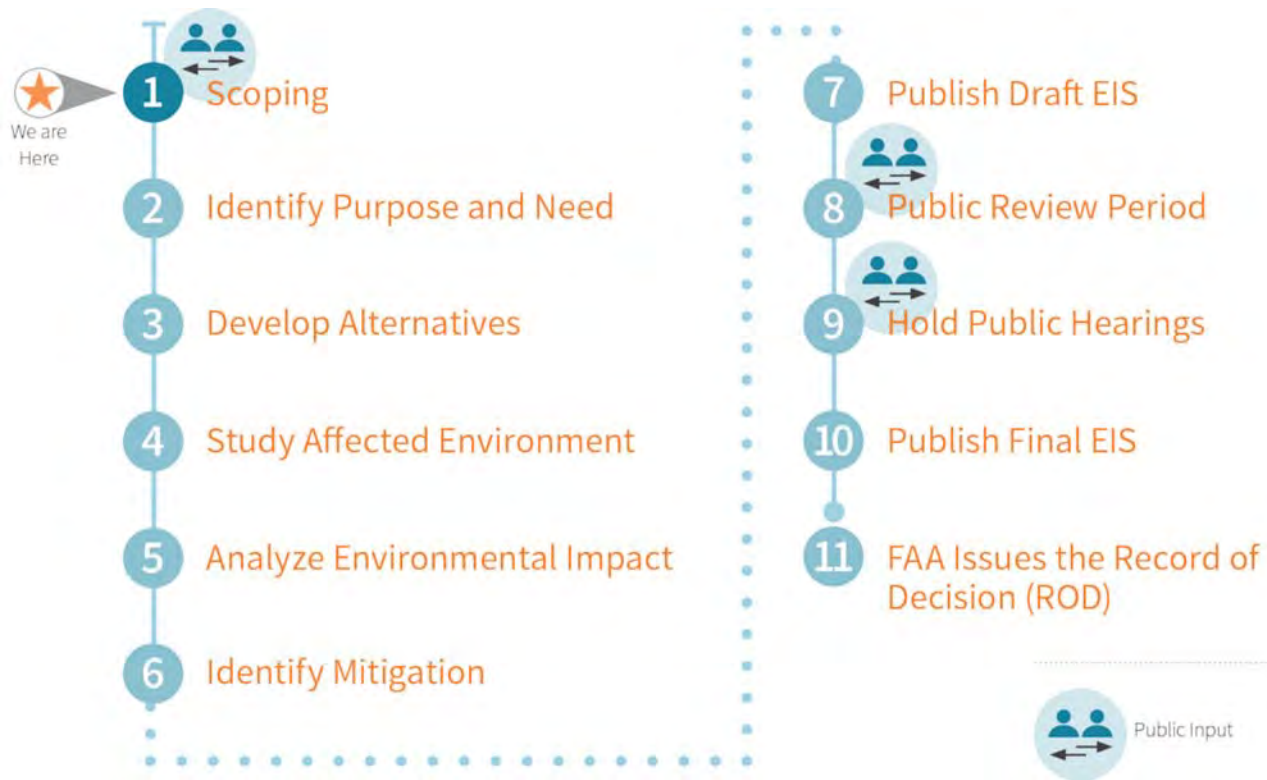 We are
Here
1
Scoping
2
Identify Purpose and Need
3
Develop Alternatives
4
Study Affected Environment
5
Analyze Environmental Impact
6
Identify Mitigation
7
Publish Draft EIS
8
Public Review Period
9
Hold Public Hearings
10
Publish Final EIS
11
FAA Issues the Record of
Decision (ROD)
Public Input